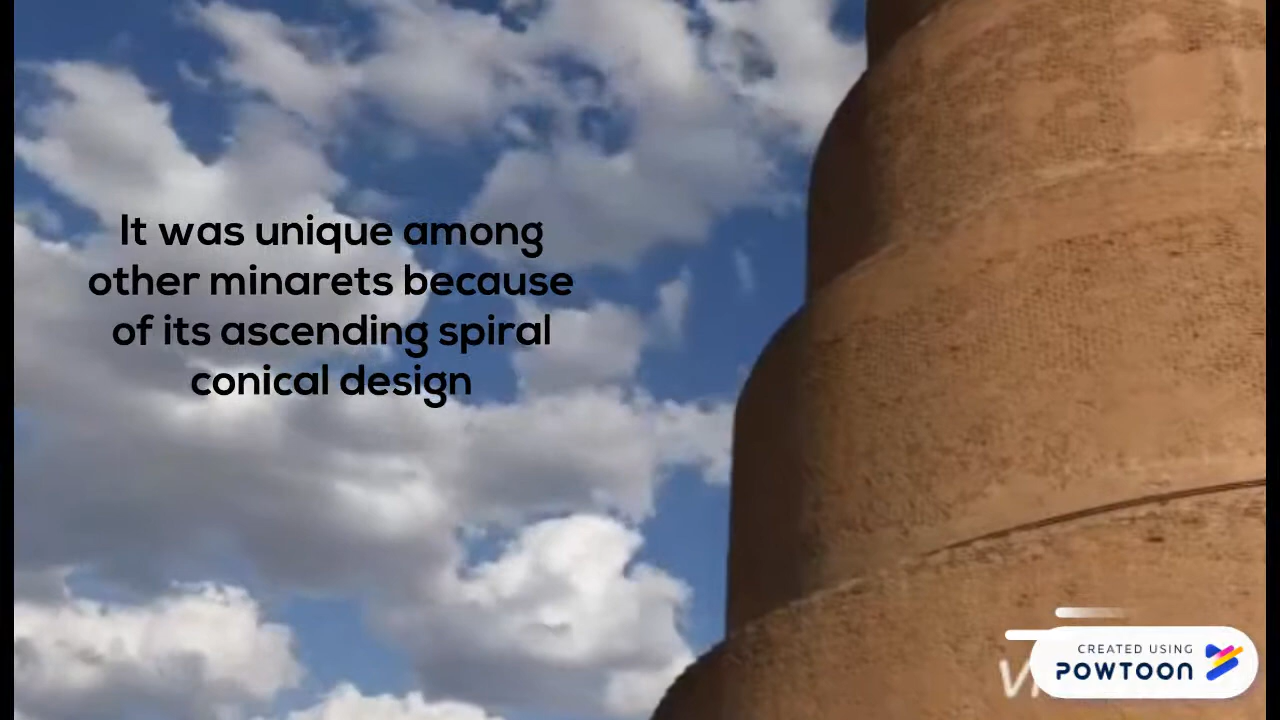 It was unique among
other minarets because
of its ascending spiral
conical design
CREATED USING
POWTOON